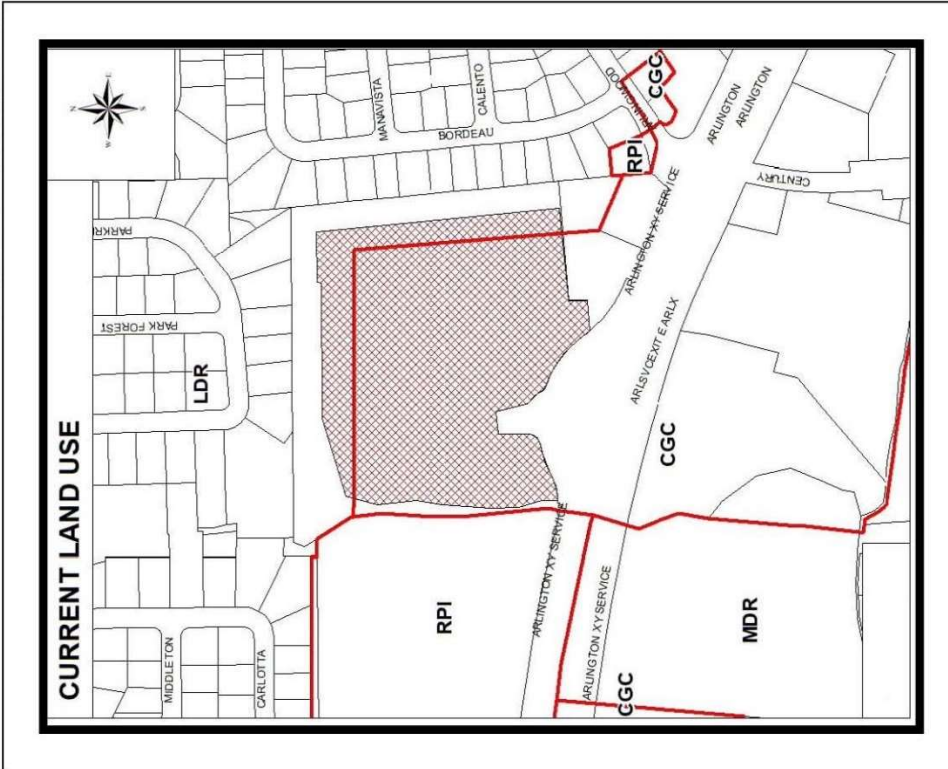 CURRENT LAND USE
MIDDLETON
CARLOTTA
LDR
PARK FOREST
PARKRI
MANAVISTA
CALENTO
BORDEAU
ARLINGWOOD
CGC
RPI
ARLINGTON
ARLINGTON
CENTURY
ARLINGTON XY SERVICE
ARLSVCEXIT E ARLX
CGC
RPI
ARLINGTON XY SERVICE
ARLINGTON XY SERVICE
CGC
MDR